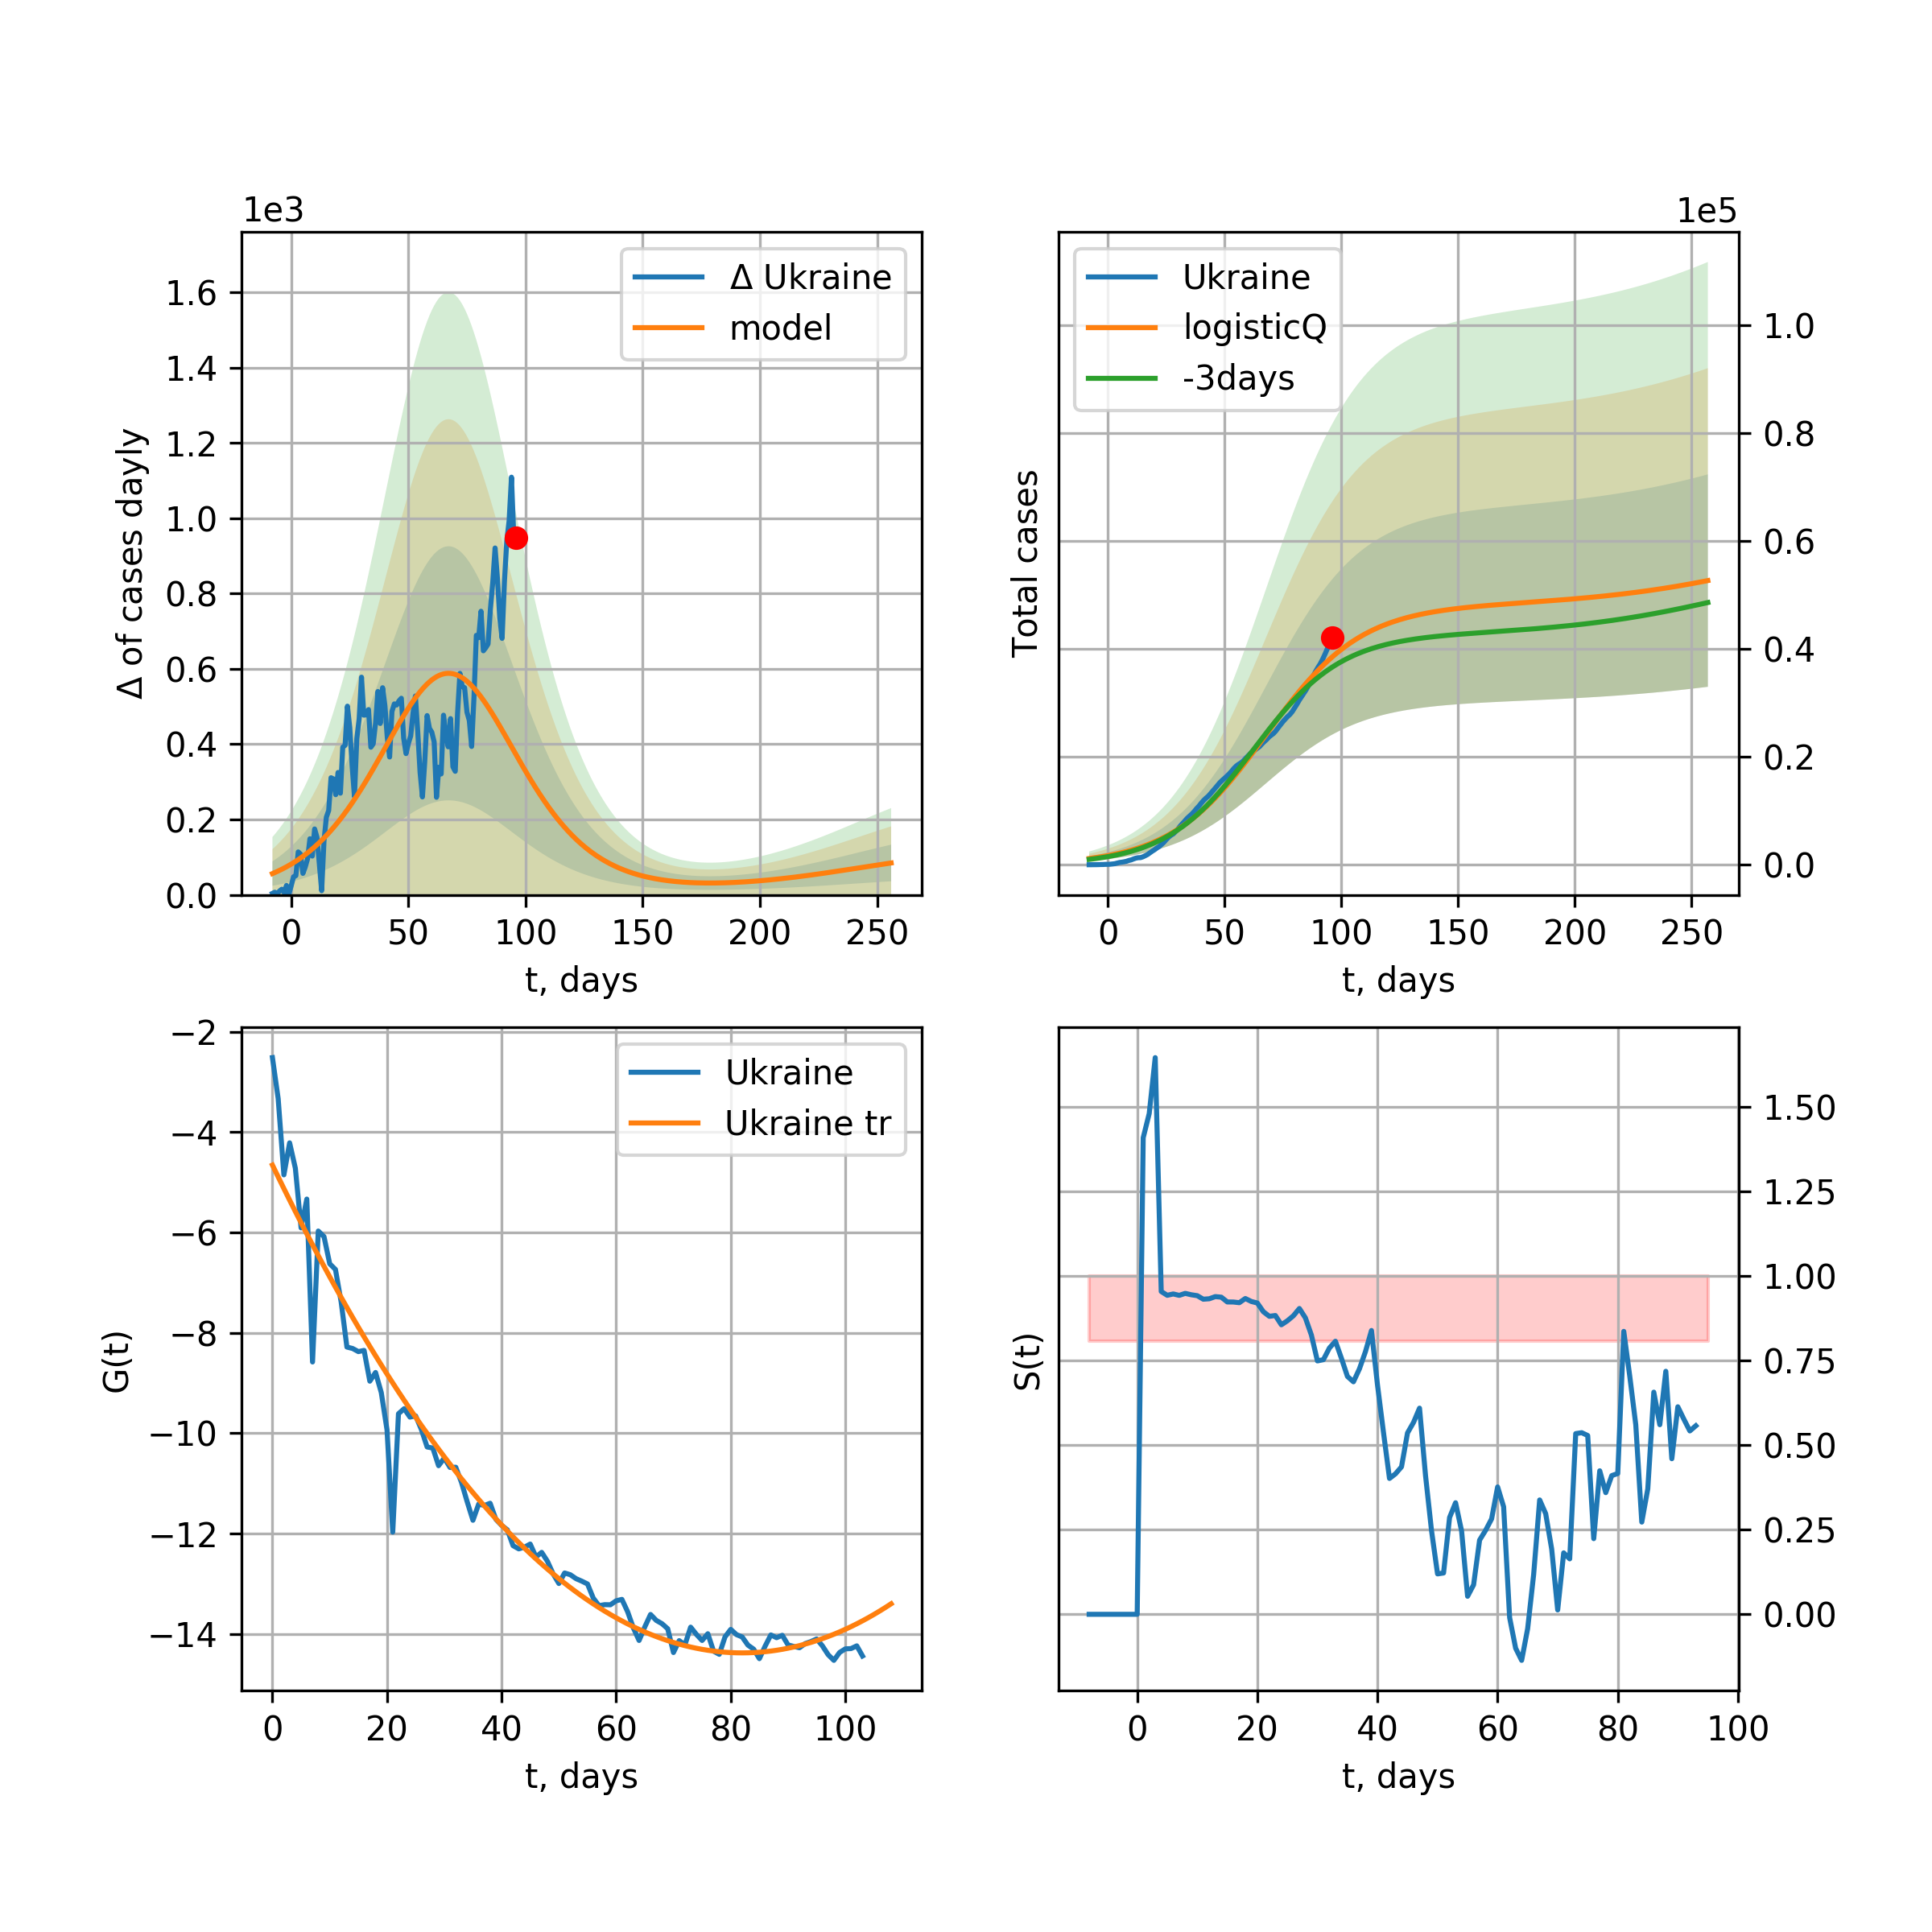 1e3
Δ of cases dayly
1.6
1.4
1.2
1.0
0.8
0.6
0.4
0.2
0.0
Δ Ukraine
model
0 50 100 150 200 250
t, days
1e5
Total cases
Ukraine
logisticQ
-3days
1.0
0.8
0.6
0.4
0.2
0.0
0 50 100 150 200 250
t, days
G(t)
−2
−4
−6
−8
−10
−12
−14
Ukraine
Ukraine tr
0 20 40 60 80 100
t, days
S(t)
1.50
1.25
1.00
0.75
0.50
0.25
0.00
0 20 40 60 80 100
t, days